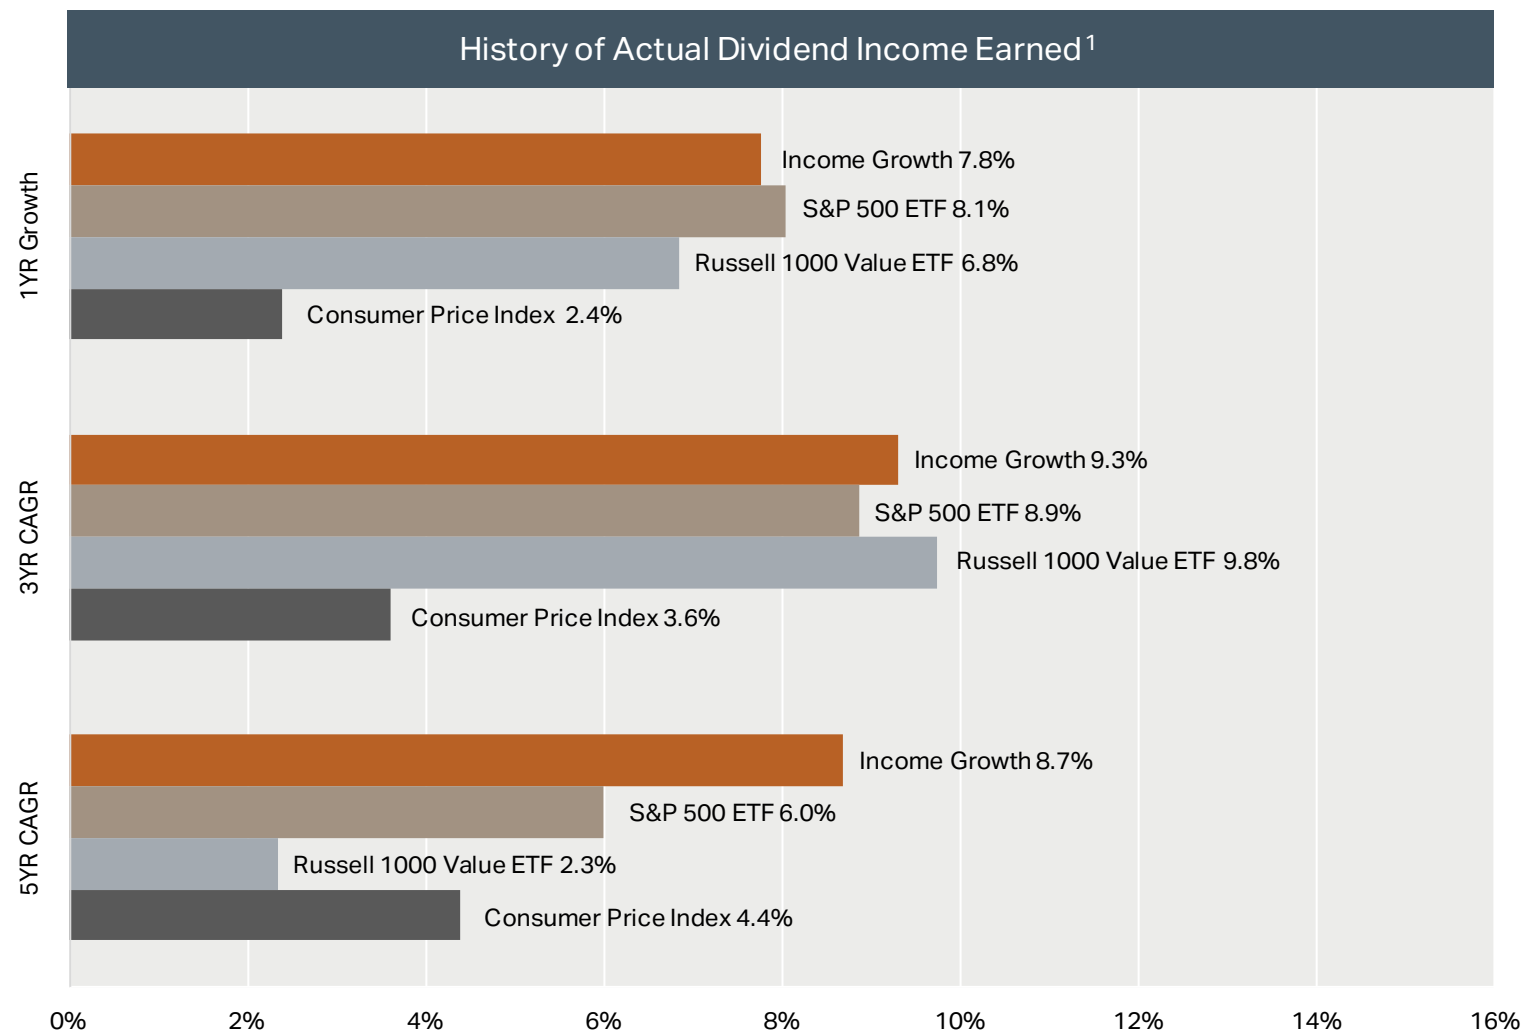 History of Actual Dividend Income Earned¹
1YR Growth
Income Growth 7.8%
S&P 500 ETF 8.1%
Russell 1000 Value ETF 6.8%
Consumer Price Index 2.4%
3YR CAGR
Income Growth 9.3%
S&P 500 ETF 8.9%
Russell 1000 Value ETF 9.8%
Consumer Price Index 3.6%
5YR CAGR
Income Growth 8.7%
S&P 500 ETF 6.0%
Russell 1000 Value ETF 2.3%
Consumer Price Index 4.4%
0% 2% 4% 6% 8% 10% 12% 14% 16%